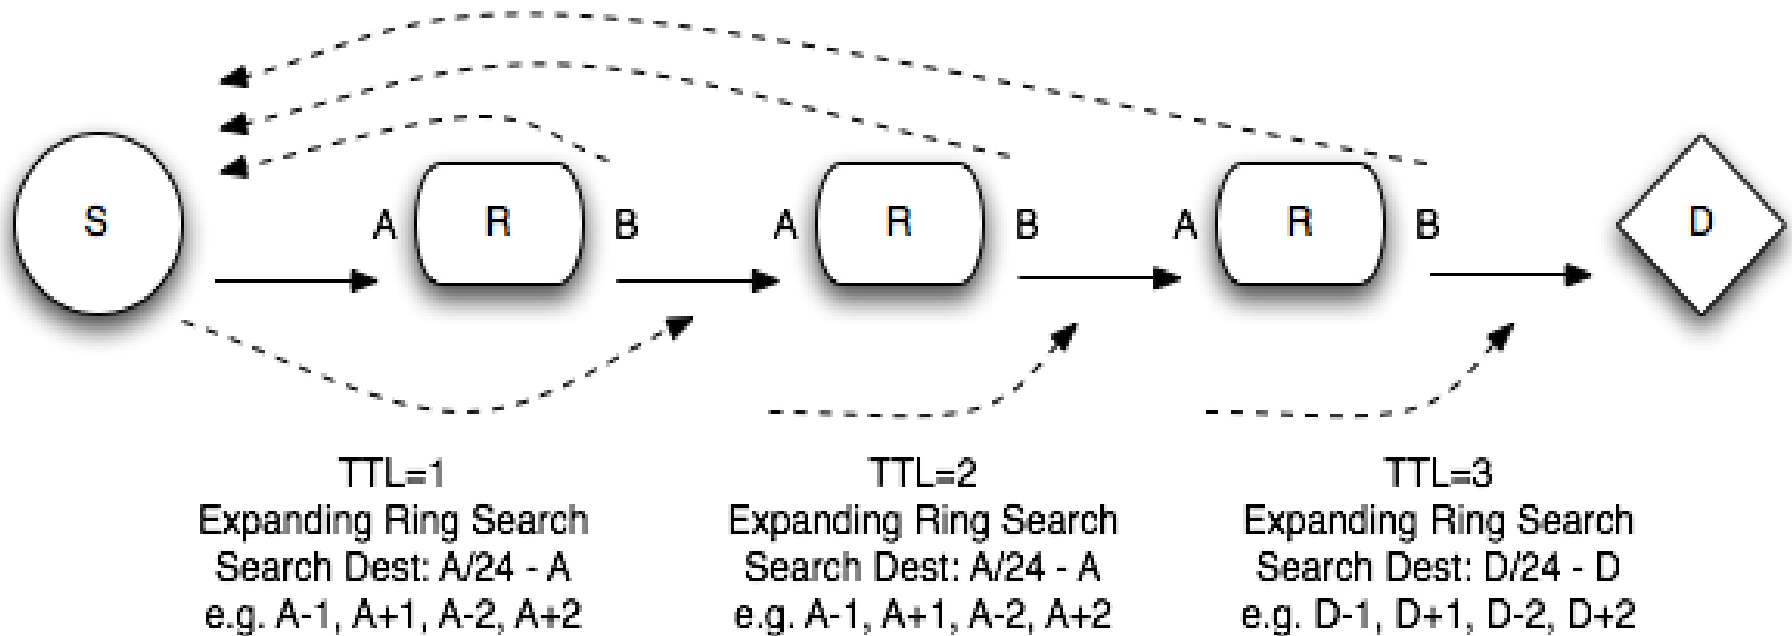 S
A R B
A R B
A R B
D
TTL=1
Expanding Ring Search
Search Dest: A/24 - A
e.g. A-1, A+1, A-2, A+2
TTL=2
Expanding Ring Search
Search Dest: A/24 - A
e.g. A-1, A+1, A-2, A+2
TTL=3
Expanding Ring Search
Search Dest: D/24 - D
e.g. D-1, D+1, D-2, D+2